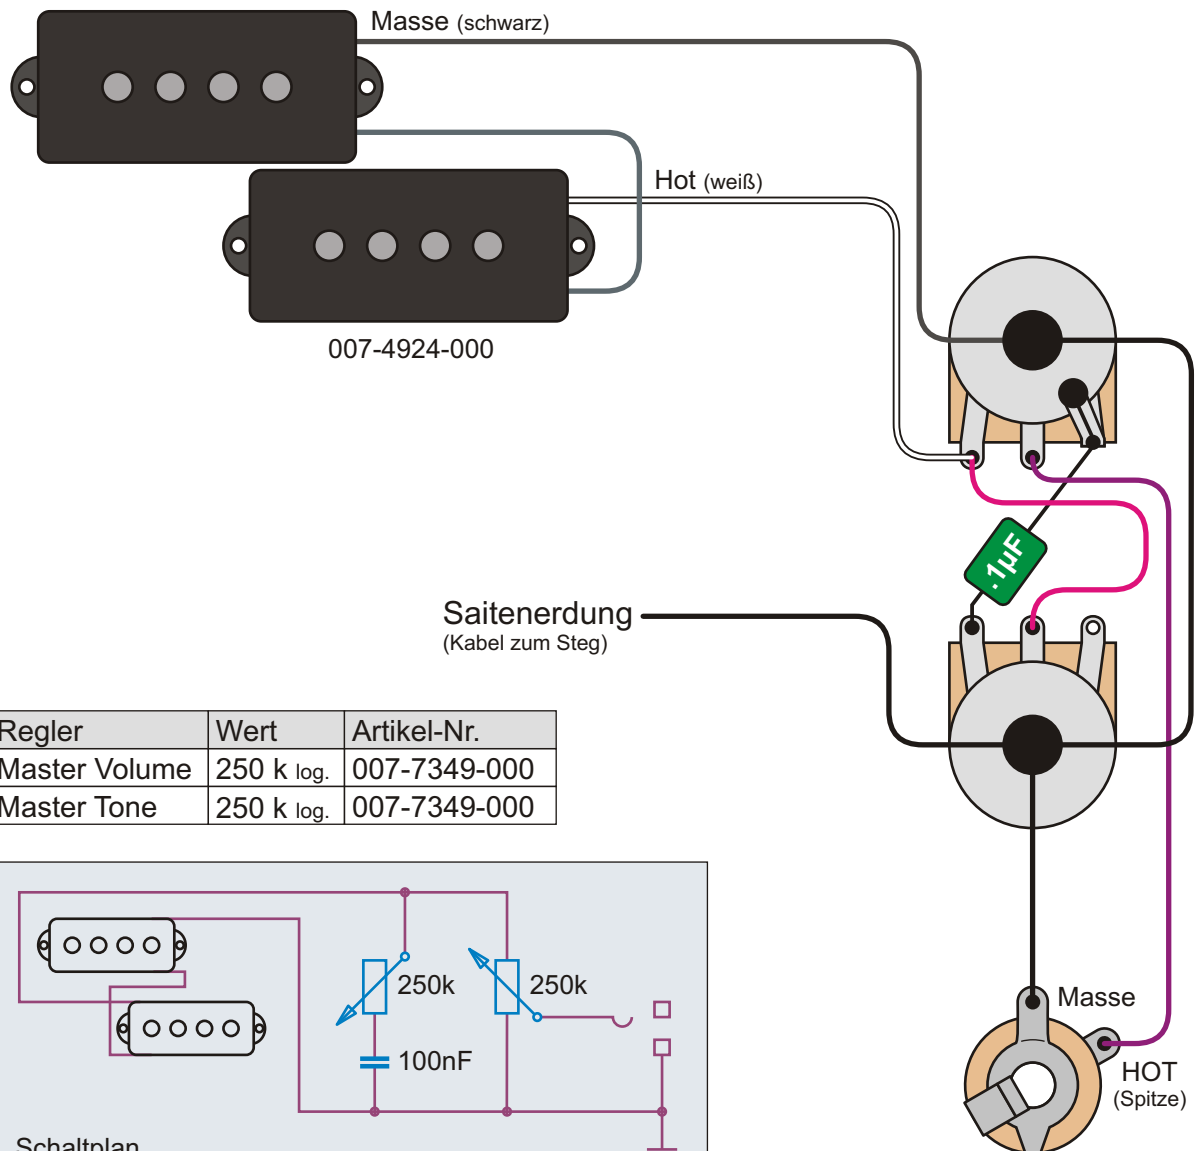 Masse (schwarz)
Hot (weiß)
007-4924-000
.1µF
Saitenerdung
(Kabel zum Steg)
Regler Wert Artikel-Nr.
Master Volume 250 k log. 007-7349-000
Master Tone 250 k log. 007-7349-000
250k 250k
100nF
Schaltplan
Masse
HOT
(Spitze)